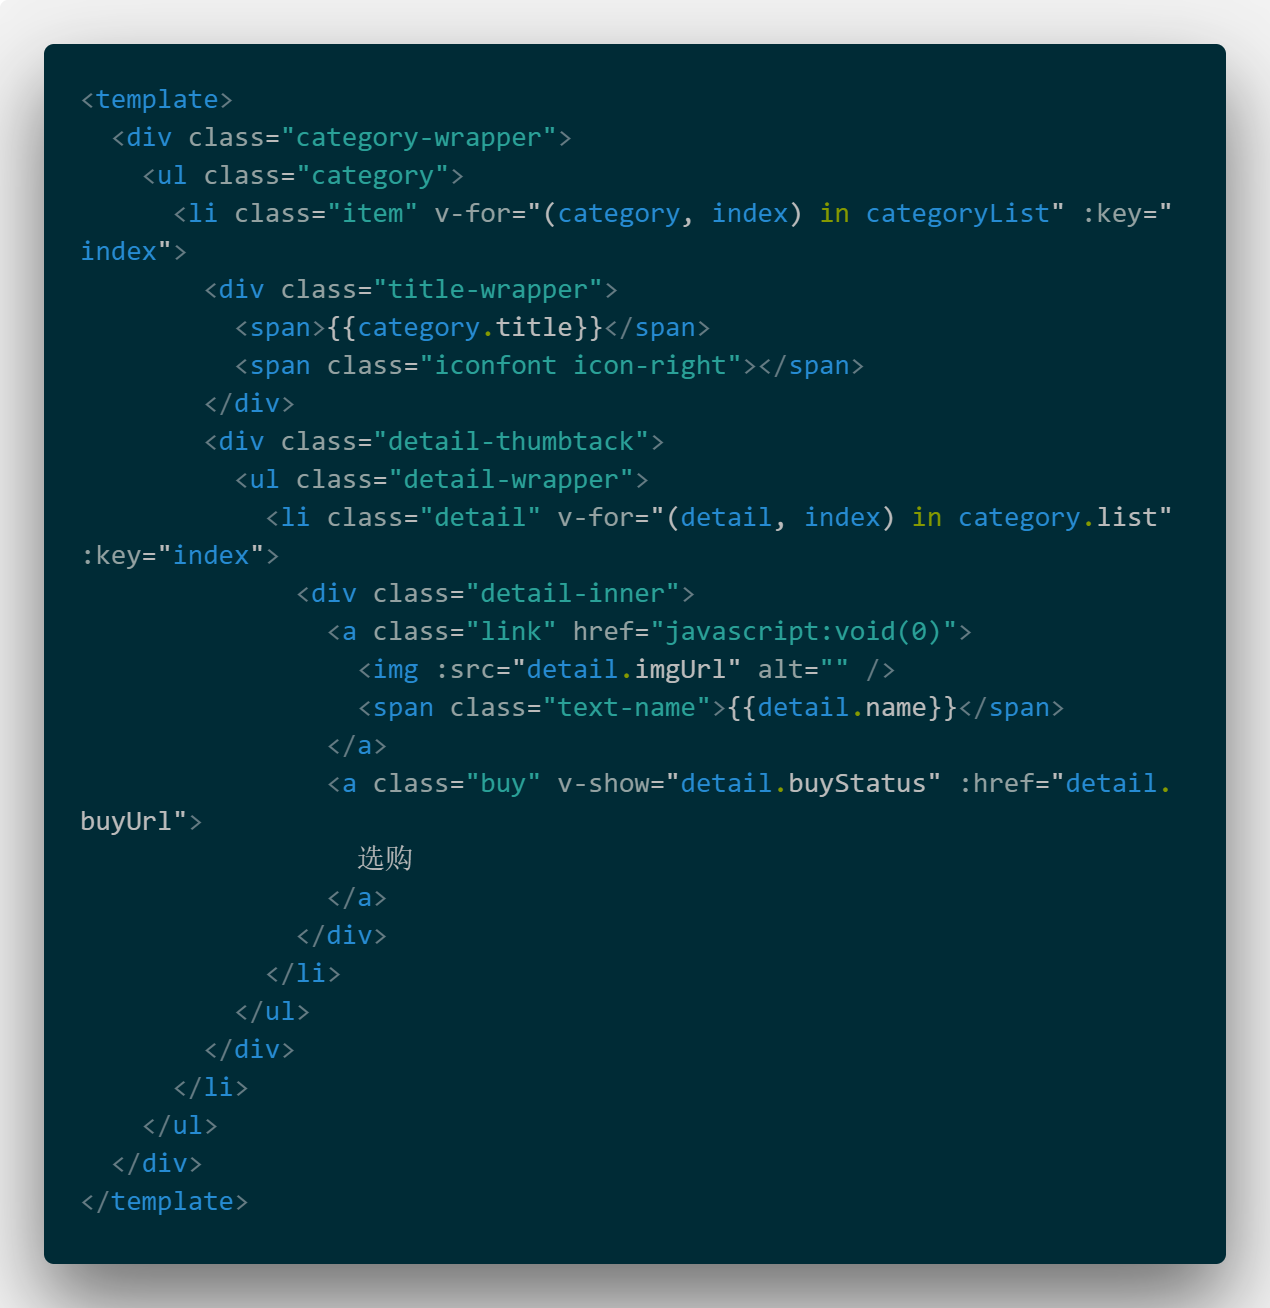 <template>
  <div class="category-wrapper">
    <ul class="category">
      <li class="item" v-for="(category, index) in categoryList" :key="
index">
        <div class="title-wrapper">
          <span>{{category.title}}</span>
          <span class="iconfont icon-right"></span>
        </div>
        <div class="detail-thumbtack">
          <ul class="detail-wrapper">
            <li class="detail" v-for="(detail, index) in category.list"
:key="index">
              <div class="detail-inner">
                <a class="link" href="javascript:void(0)">
                  <img :src="detail.imgUrl" alt="" />
                  <span class="text-name">{{detail.name}}</span>
                </a>
                <a class="buy" v-show="detail.buyStatus" :href="detail.
buyUrl">
                  选购
                </a>
              </div>
            </li>
          </ul>
        </div>
      </li>
    </ul>
  </div>
</template>